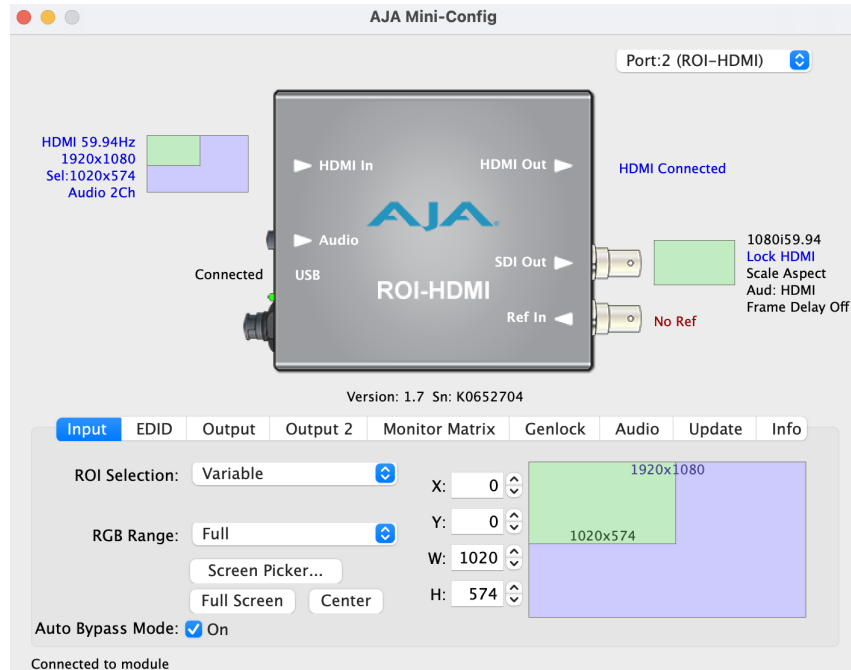 AJA Mini-Config
Port:2 (ROI-HDMI)
HDMI 59.94Hz
1920x1080
Sel:1020x574
Audio 2Ch
HDMI In
HDMI Out
HDMI Connected
AJA
Audio
USB
Connected
SDI Out
ROI-HDMI
Ref In
1080i59.94
Lock HDMI
Scale Aspect
Aud: HDMI
Frame Delay Off
No Ref
Version: 1.7 Sn: K0652704
Input EDID Output Output 2 Monitor Matrix Genlock Audio Update Info
ROI Selection: Variable
RGB Range: Full
Screen Picker...
Full Screen Center
Auto Bypass Mode: On
X: 0
Y: 0
W: 1020
H: 574
1920x1080
1020x574
Connected to module